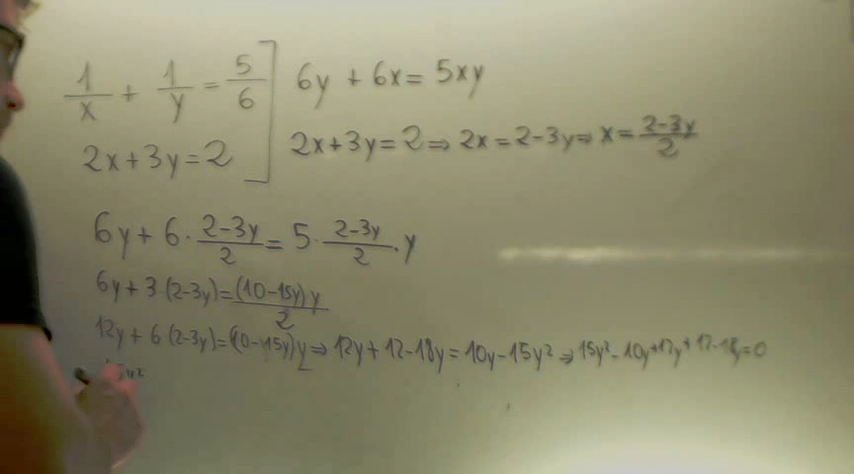 1/x + 1/y = 5/6 ] 6y + 6x = 5xy
2x+3y=2 ] 2x+3y=2 ⇒ 2x = 2-3y ⇒ x = 2-3y/2
6y + 6 · 2-3y/2 = 5 · 2-3y/2 · y
6y + 3 · (2-3y) = (10-15y)y/2
12y + 6 · (2-3y) = (10-15y)y ⇒ 12y + 12 - 18y = 10y - 15y² ⇒ 15y² - 10y + 12y + 12 - 18y = 0